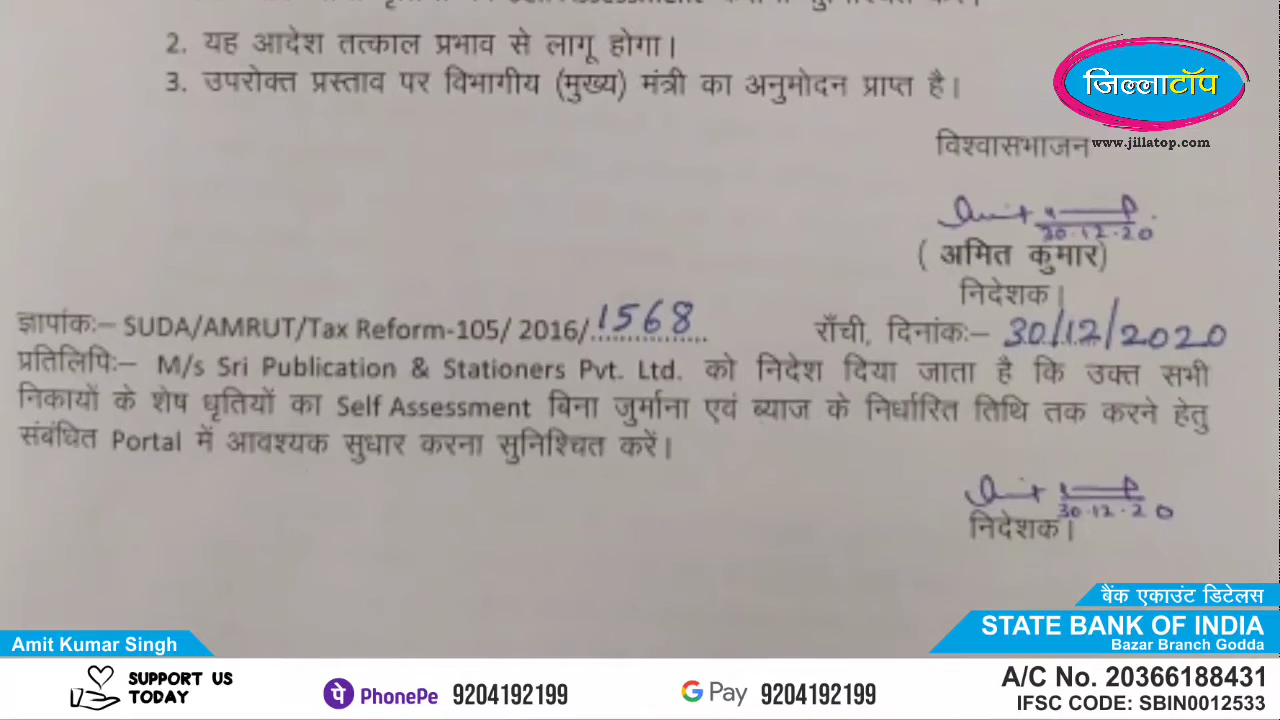 2. यह आदेश तत्काल प्रभाव से लागू होगा।
3. उपरोक्त प्रस्ताव पर विभागीय (मुख्य) मंत्री का अनुमोदन प्राप्त है।
जिल्लाटॉप
www.jillatop.com
विश्वासभाजन
30.12.20
( अमित कुमार)
निदेशक।
ज्ञापांकः– SUDA/AMRUT/Tax Reform-105/ 2016/ 1568 राँची, दिनांकः– 30/12/2020
प्रतिलिपिः– M/s Sri Publication & Stationers Pvt. Ltd. को निदेश दिया जाता है कि उक्त सभी
निकायों के शेष धृतियों का Self Assessment बिना जुर्माना एवं ब्याज के निर्धारित तिथि तक करने हेतु
संबंधित Portal में आवश्यक सुधार करना सुनिश्चित करें।
30.12.20
निदेशक।
बैंक एकाउंट डिटेलस
STATE BANK OF INDIA
Bazar Branch Godda
Amit Kumar Singh
SUPPORT US
TODAY
PhonePe 9204192199
G Pay 9204192199
A/C No. 20366188431
IFSC CODE: SBIN0012533